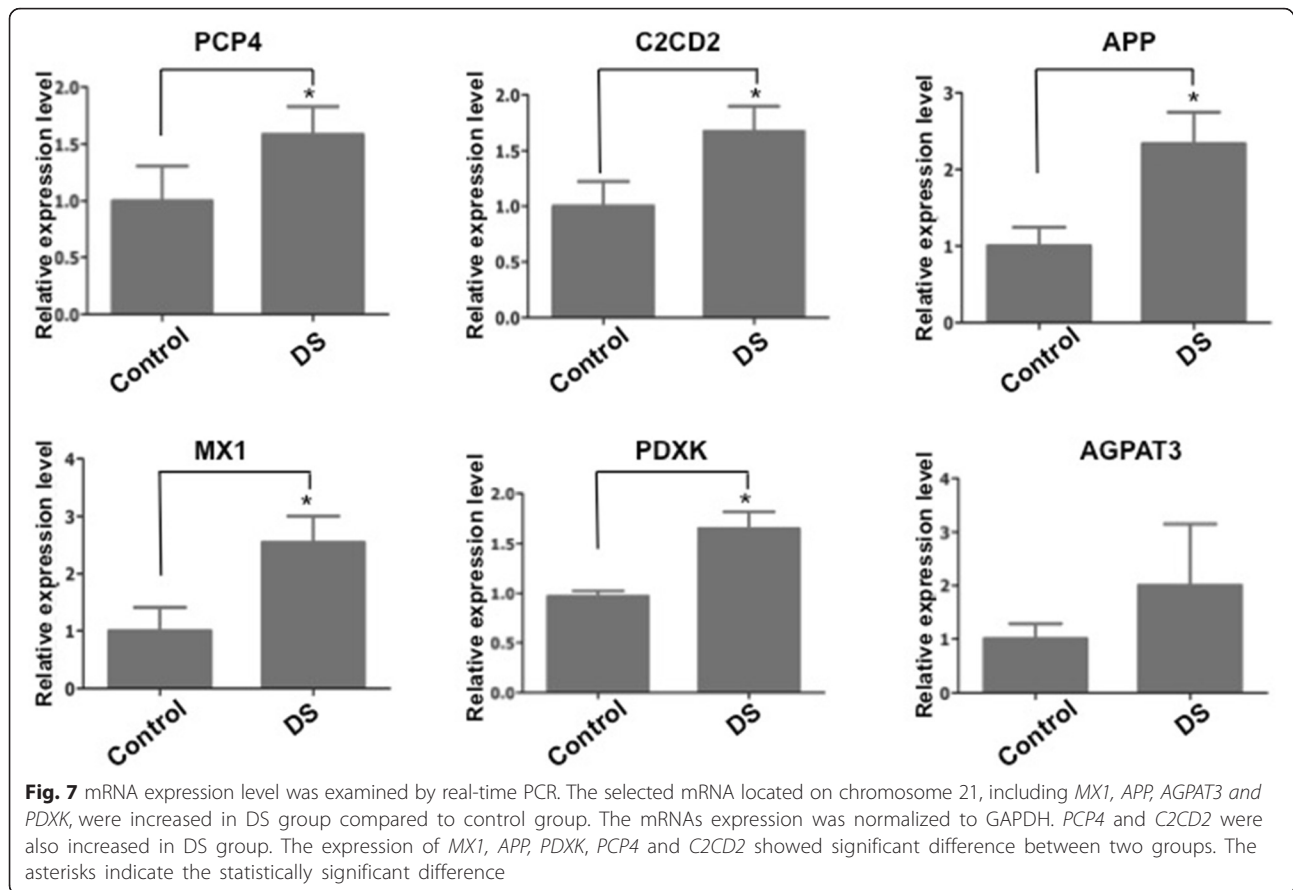 PCP4
Relative expression level
2.0
*
1.5
1.0
0.5
0.0
Control
DS
C2CD2
Relative expression level
2.0
*
1.5
1.0
0.5
0.0
Control
DS
APP
Relative expression level
3
*
2
1
0
Control
DS
MX1
Relative expression level
4
*
3
2
1
0
Control
DS
PDXK
Relative expression level
2.0
*
1.5
1.0
0.5
0.0
Control
DS
AGPAT3
Relative expression level
4
3
2
1
0
Control
DS
Fig. 7 mRNA expression level was examined by real-time PCR. The selected mRNA located on chromosome 21, including MX1, APP, AGPAT3 and
PDXK, were increased in DS group compared to control group. The mRNAs expression was normalized to GAPDH. PCP4 and C2CD2 were
also increased in DS group. The expression of MX1, APP, PDXK, PCP4 and C2CD2 showed significant difference between two groups. The
asterisks indicate the statistically significant difference